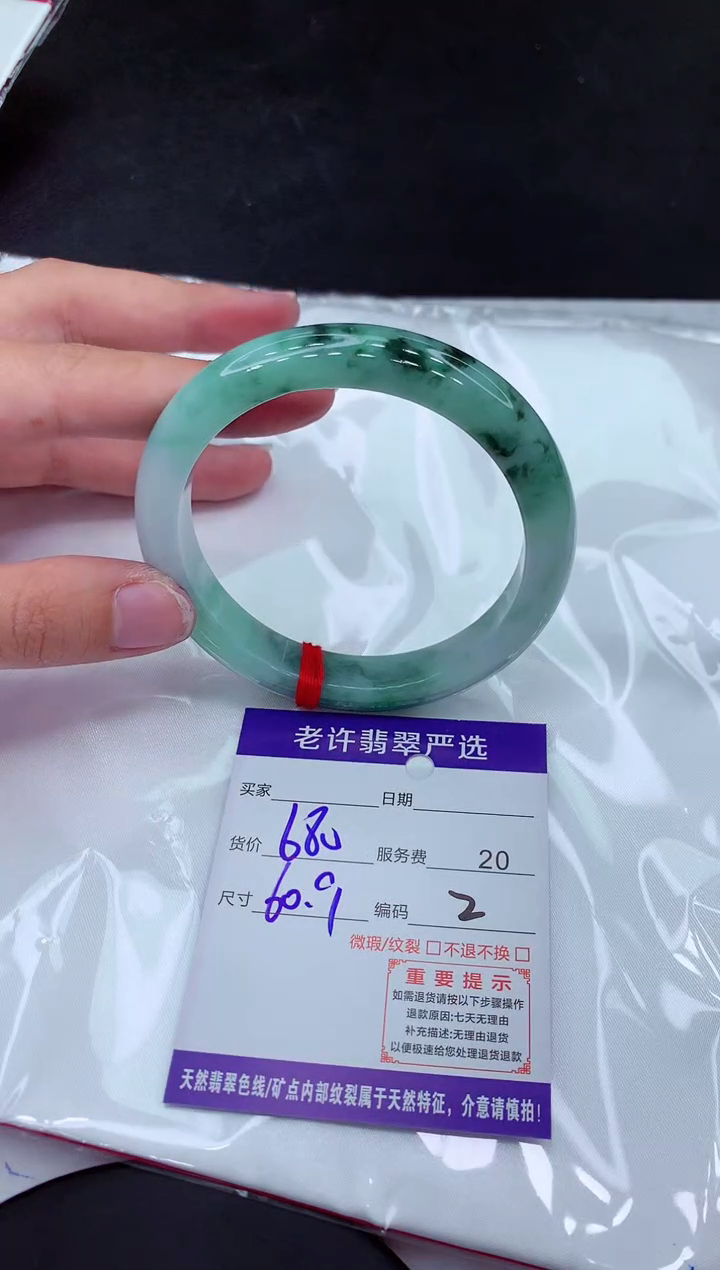 老许翡翠严选
买家 日期
货价 680 服务费 20
尺寸 60.9 编码 2
微瑕/纹裂 □ 不退不换 □
重要提示
如需退货请按以下步骤操作
退款原因:七天无理由
补充描述:无理由退货
以便极速给您处理退货退款
天然翡翠色线/矿点内部纹裂属于天然特征，介意请慎拍!